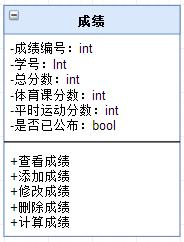 成绩
-成绩编号：int
-学号：Int
-总分数：int
-体育课分数：int
-平时运动分数：int
-是否已公布：bool
+查看成绩
+添加成绩
+修改成绩
+删除成绩
+计算成绩